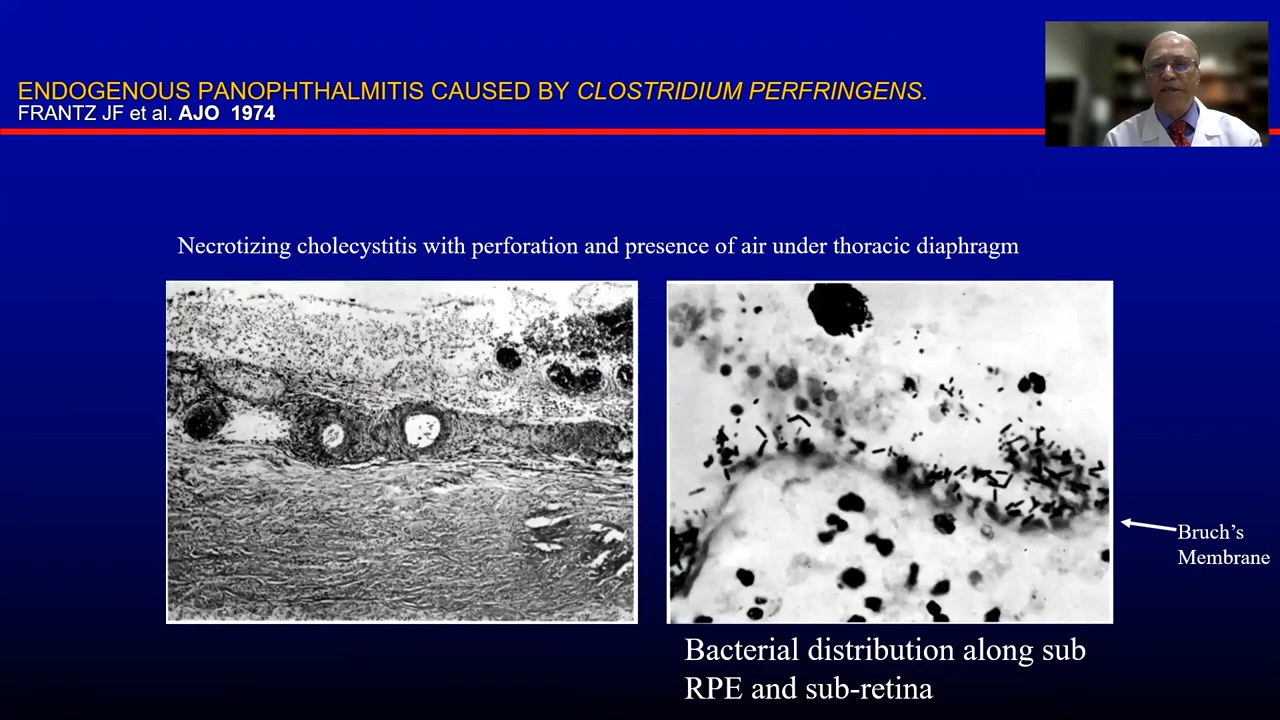 ENDOGENOUS PANOPHTHALMITIS CAUSED BY CLOSTRIDIUM PERFRINGENS.
FRANTZ JF et al. AJO 1974
Necrotizing cholecystitis with perforation and presence of air under thoracic diaphragm
Bruch’s
Membrane
Bacterial distribution along sub
RPE and sub-retina